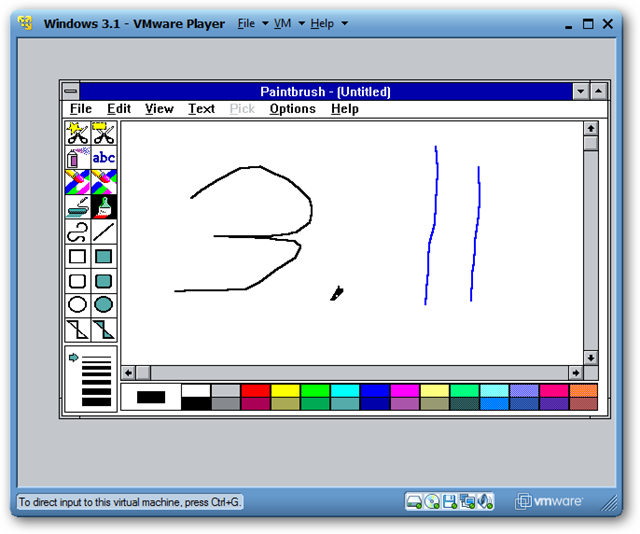 Windows 3.1 - VMware Player File VM Help
Paintbrush - (Untitled)
File Edit View Text Pick Options Help
abc
3.11
To direct input to this virtual machine, press Ctrl+G.
vmware